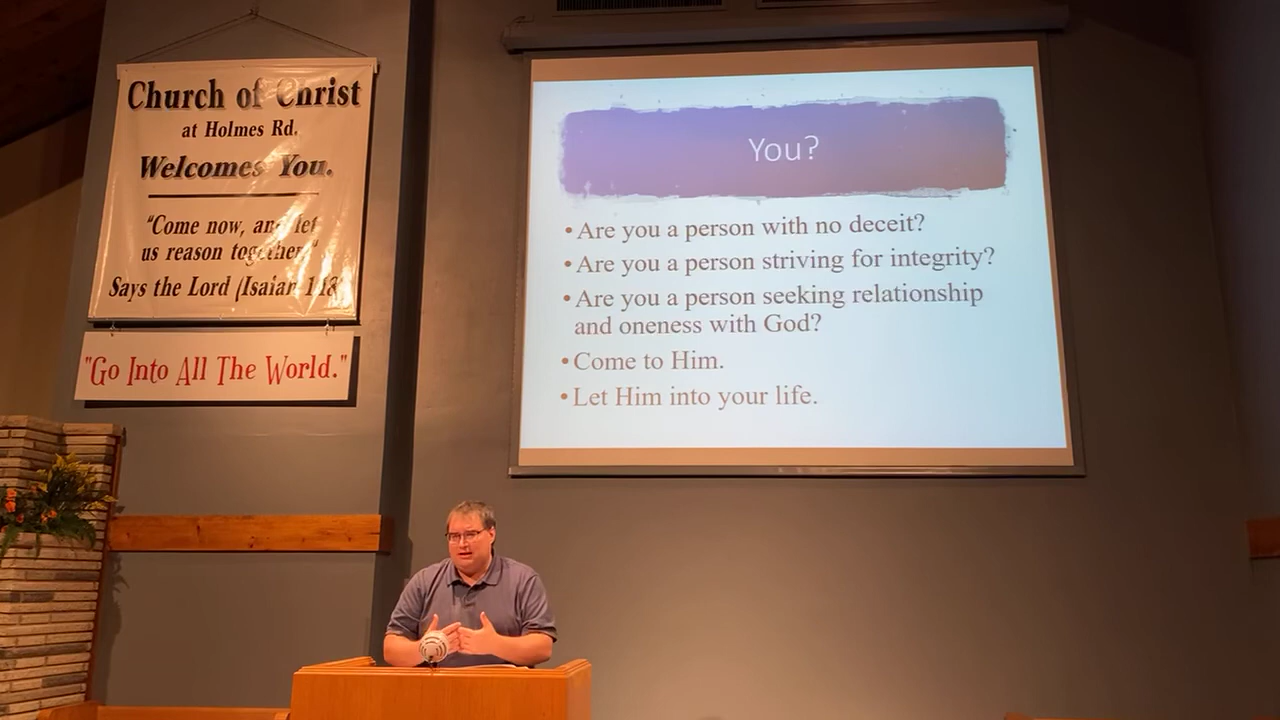 Church of Christ
at Holmes Rd.
Welcomes You.
"Come now, and let
us reason together,"
Says the Lord (Isaiah 1:18)
"Go Into All The World."
You?
• Are you a person with no deceit?
• Are you a person striving for integrity?
• Are you a person seeking relationship
and oneness with God?
• Come to Him.
• Let Him into your life.